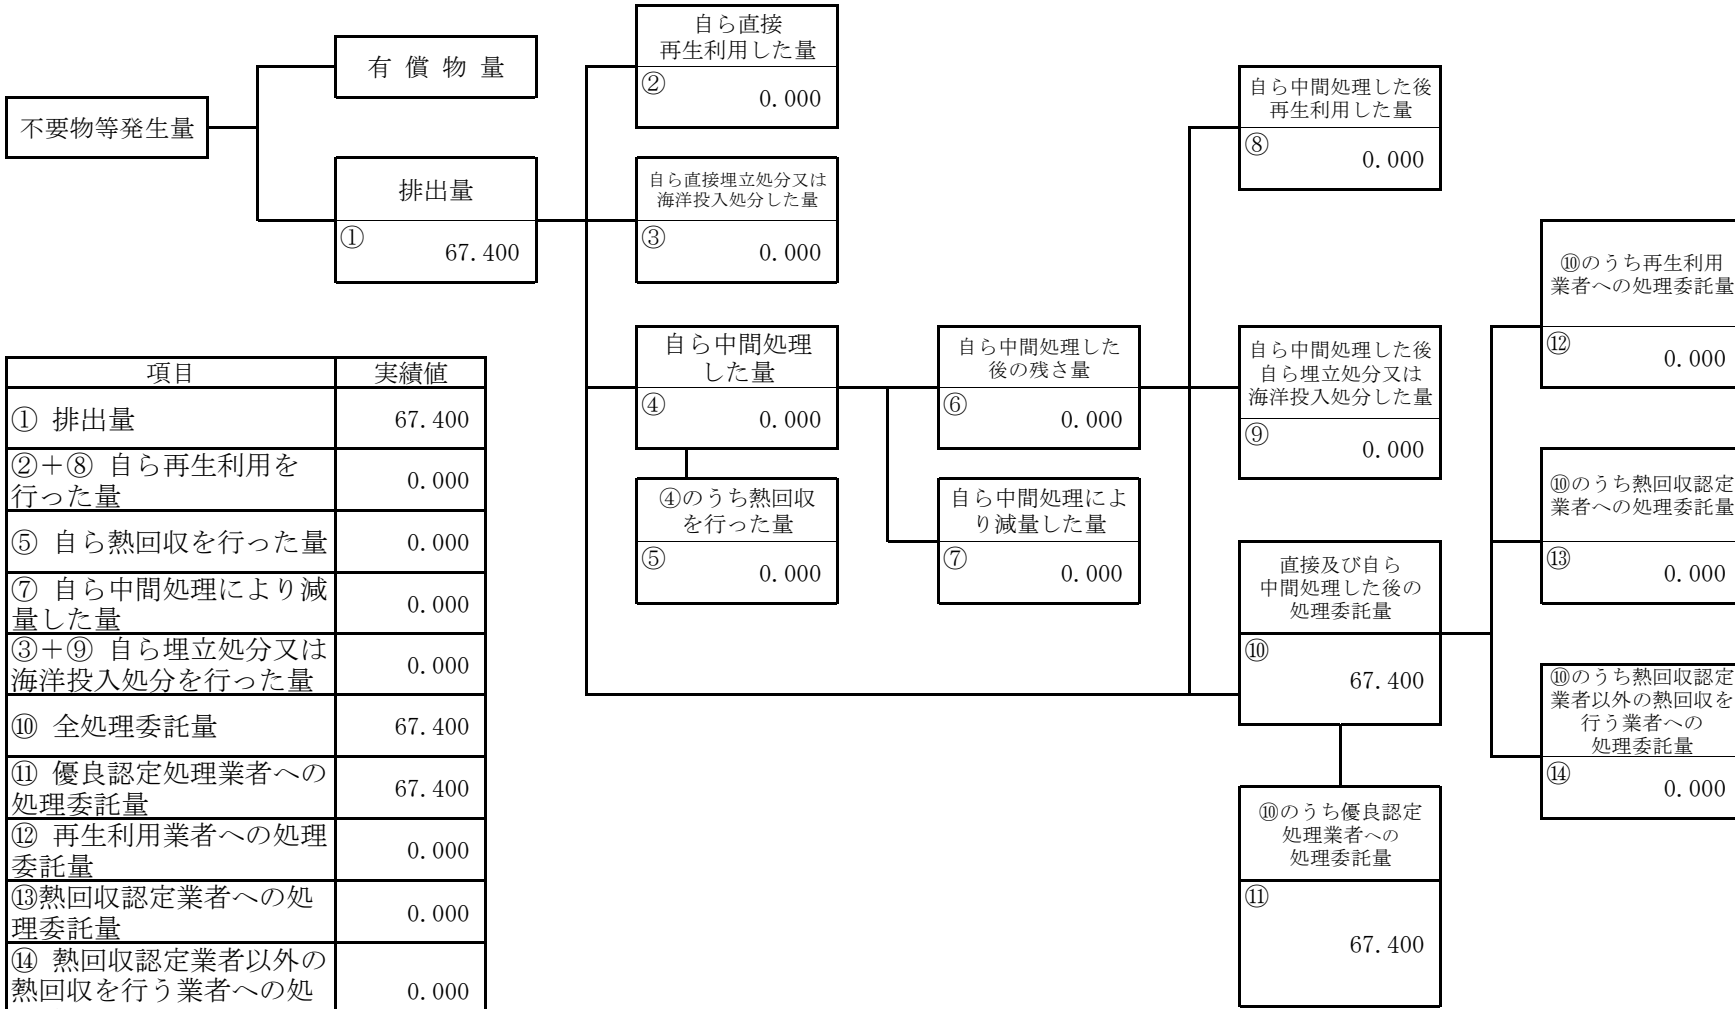 不要物等発生量
有 償 物 量
排出量
①
67.400
自ら直接
再生利用した量
②
0.000
自ら直接埋立処分又は
海洋投入処分した量
③
0.000
自ら中間処理
した量
④
0.000
④のうち熱回収
を行った量
⑤
0.000
自ら中間処理した
後の残さ量
⑥
0.000
自ら中間処理によ
り減量した量
⑦
0.000
自ら中間処理した後
再生利用した量
⑧
0.000
自ら中間処理した後
自ら埋立処分又は
海洋投入処分した量
⑨
0.000
直接及び自ら
中間処理した後の
処理委託量
⑩
67.400
⑩のうち優良認定
処理業者への
処理委託量
⑪
67.400
⑩のうち再生利用
業者への処理委託量
⑫
0.000
⑩のうち熱回収認定
業者への処理委託量
⑬
0.000
⑩のうち熱回収認定
業者以外の熱回収を
行う業者への
処理委託量
⑭
0.000
項目 実績値
① 排出量 67.400
②+⑧ 自ら再生利用を
行った量 0.000
⑤ 自ら熱回収を行った量 0.000
⑦ 自ら中間処理により減
量した量 0.000
③+⑨ 自ら埋立処分又は
海洋投入処分を行った量 0.000
⑩ 全処理委託量 67.400
⑪ 優良認定処理業者への
処理委託量 67.400
⑫ 再生利用業者への処理
委託量 0.000
⑬熱回収認定業者への処
理委託量 0.000
⑭ 熱回収認定業者以外の
熱回収を行う業者への処 0.000